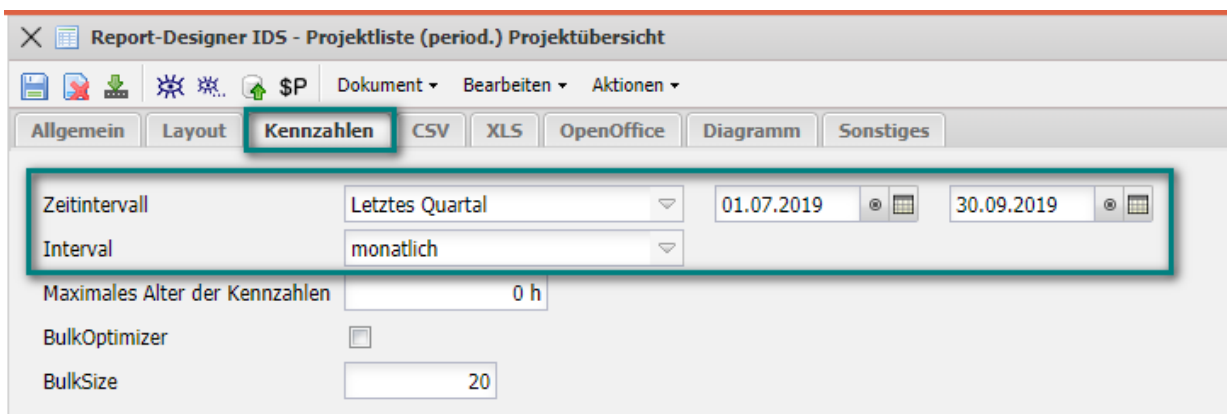 Report-Designer IDS - Projektliste (period.) Projektübersicht
$P Dokument Bearbeiten Aktionen
Allgemein Layout Kennzahlen CSV XLS OpenOffice Diagramm Sonstiges
Zeitintervall Letztes Quartal 01.07.2019 30.09.2019
Interval monatlich
Maximales Alter der Kennzahlen 0 h
BulkOptimizer
BulkSize 20